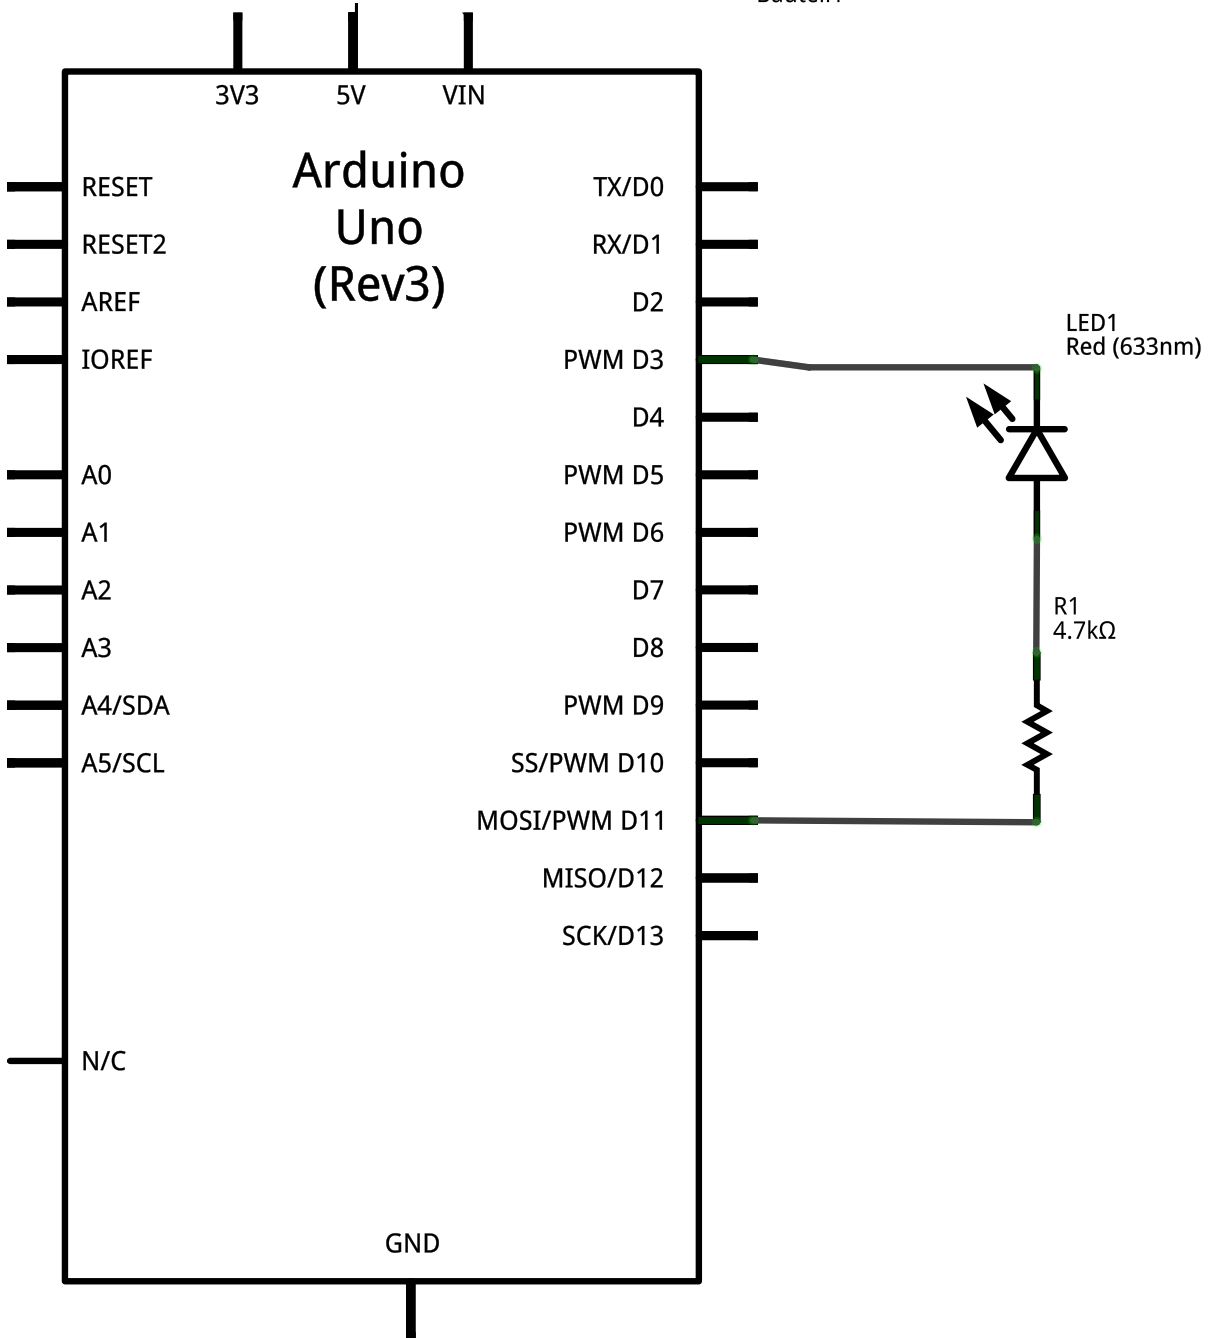 3V3
5V
VIN
Arduino
Uno
(Rev3)
RESET
RESET2
AREF
IOREF
A0
A1
A2
A3
A4/SDA
A5/SCL
N/C
TX/D0
RX/D1
D2
PWM D3
D4
PWM D5
PWM D6
D7
D8
PWM D9
SS/PWM D10
MOSI/PWM D11
MISO/D12
SCK/D13
GND
LED1
Red (633nm)
R1
4.7kΩ